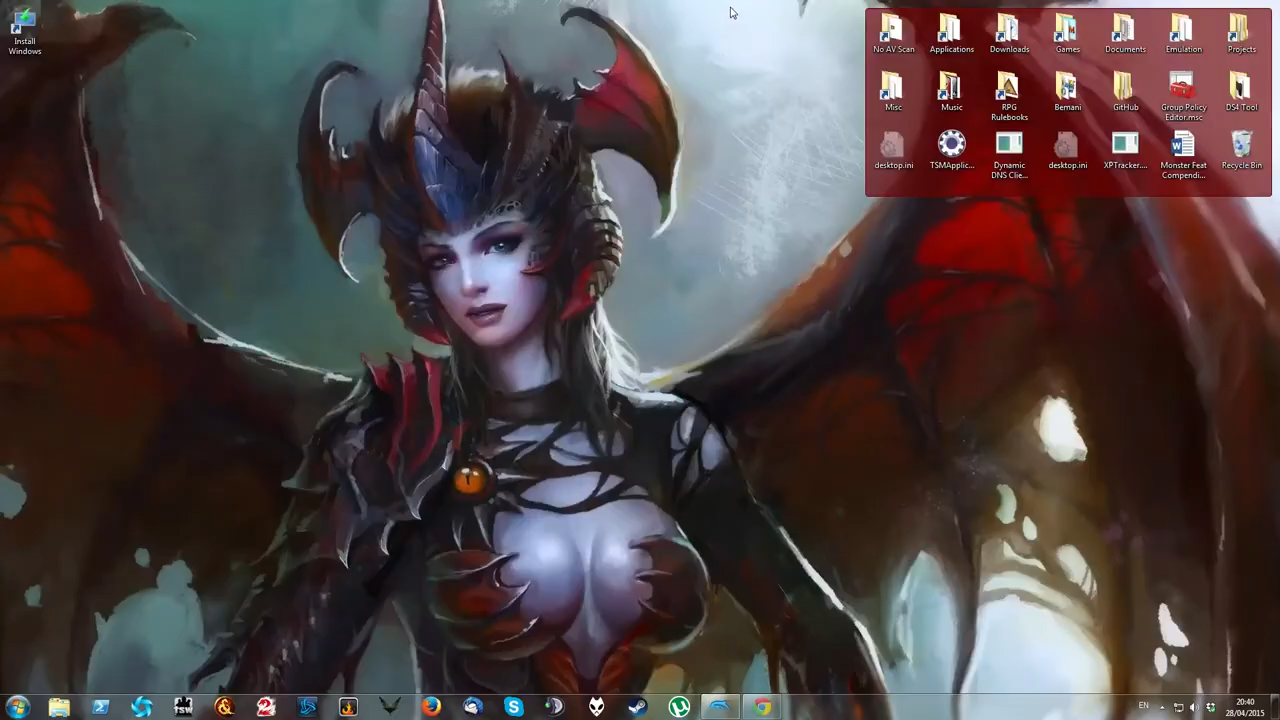 Install
Windows
No AV Scan
Applications
Downloads
Games
Documents
Emulation
Projects
Misc
Music
RPG
Rulebooks
Bemani
GitHub
Group Policy
Editor.msc
DS4 Tool
desktop.ini
TSMApplic...
Dynamic
DNS Clie...
desktop.ini
XPTracker....
Monster Feat
Compendi...
Recycle Bin
TSW
EN
20:40
28/04/2015